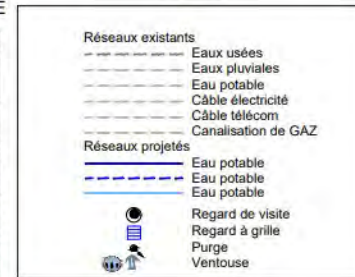 E
Réseaux existants
Eaux usées
Eaux pluviales
Eau potable
Câble électricité
Câble télécom
Canalisation de GAZ
Réseaux projetés
Eau potable
Eau potable
Eau potable
Regard de visite
Regard à grille
Purge
Ventouse